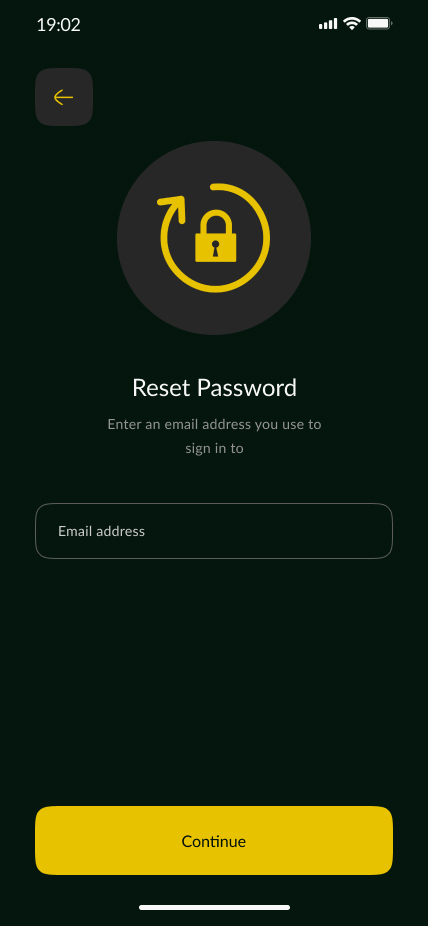 19:02
Reset Password
Enter an email address you use to
sign in to
Email address
Continue